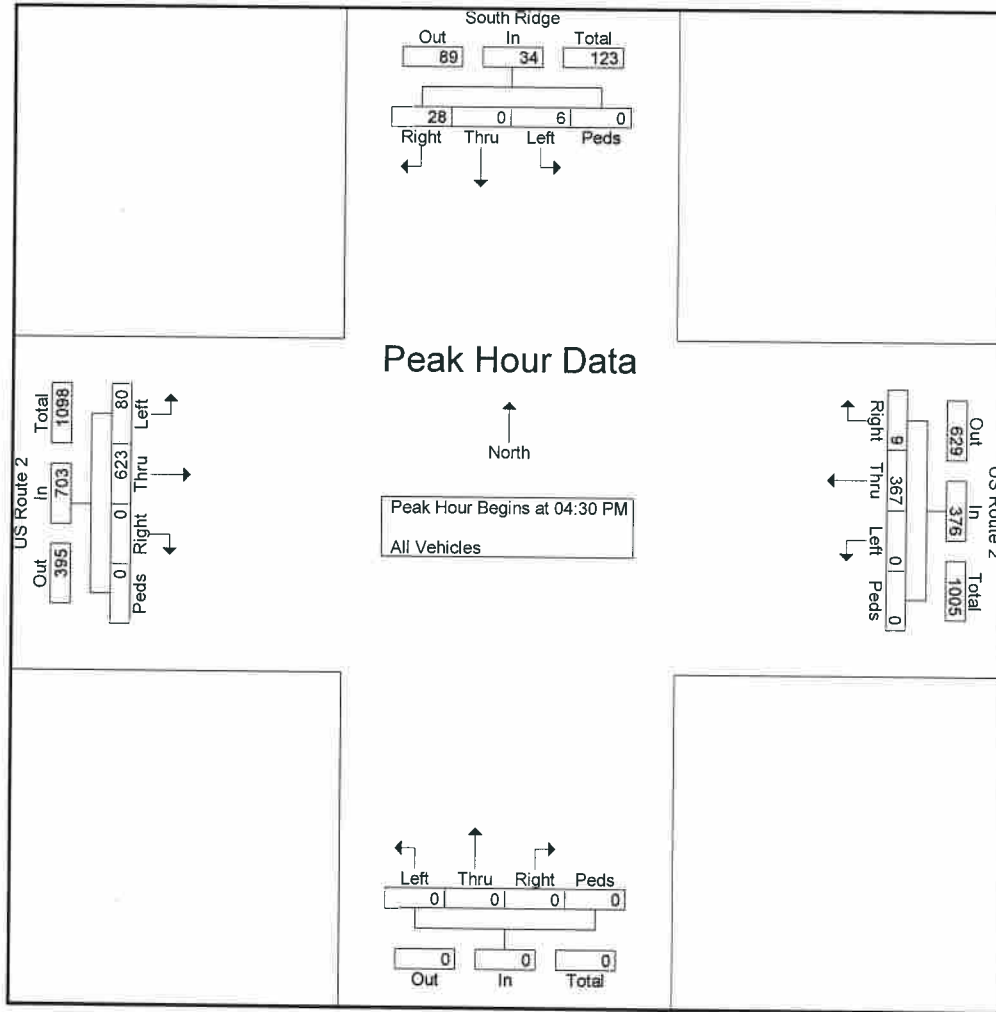 South Ridge
Out In Total
89 34 123
28 0 6 0
Right Thru Left Peds
Peak Hour Data
North
Peak Hour Begins at 04:30 PM
All Vehicles
US Route 2
Total In Out
1098 703 395
80 623 0 0
Left Thru Right Peds
US Route 2
Out In Total
629 376 1005
9 367 0 0
Right Thru Left Peds
Left Thru Right Peds
0 0 0 0
0 0 0
Out In Total